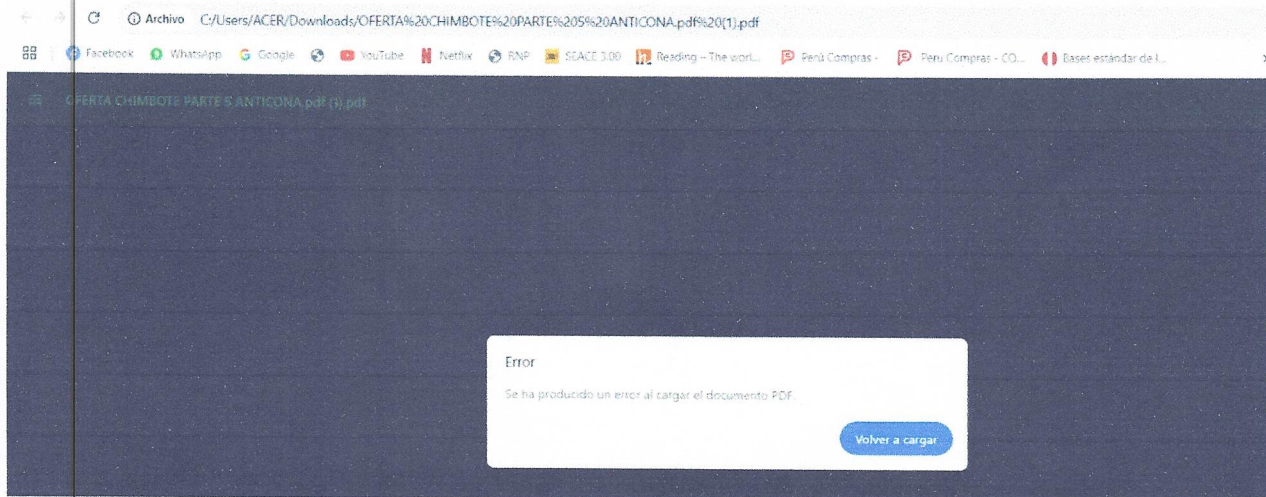 Archivo C:/Users/ACER/Downloads/OFERTA%20CHIMBOTE%20PARTE%205%20ANTICONA.pdf%20(1).pdf
Facebook WhatsApp Google YouTube Netflix RNP SEACE 3.00 Reading – The worl... Perú Compras - Peru Compras - CO... Bases estándar de l...
OFERTA CHIMBOTE PARTE 5 ANTICONA.pdf (1).pdf
Error
Se ha producido un error al cargar el documento PDF.
Volver a cargar